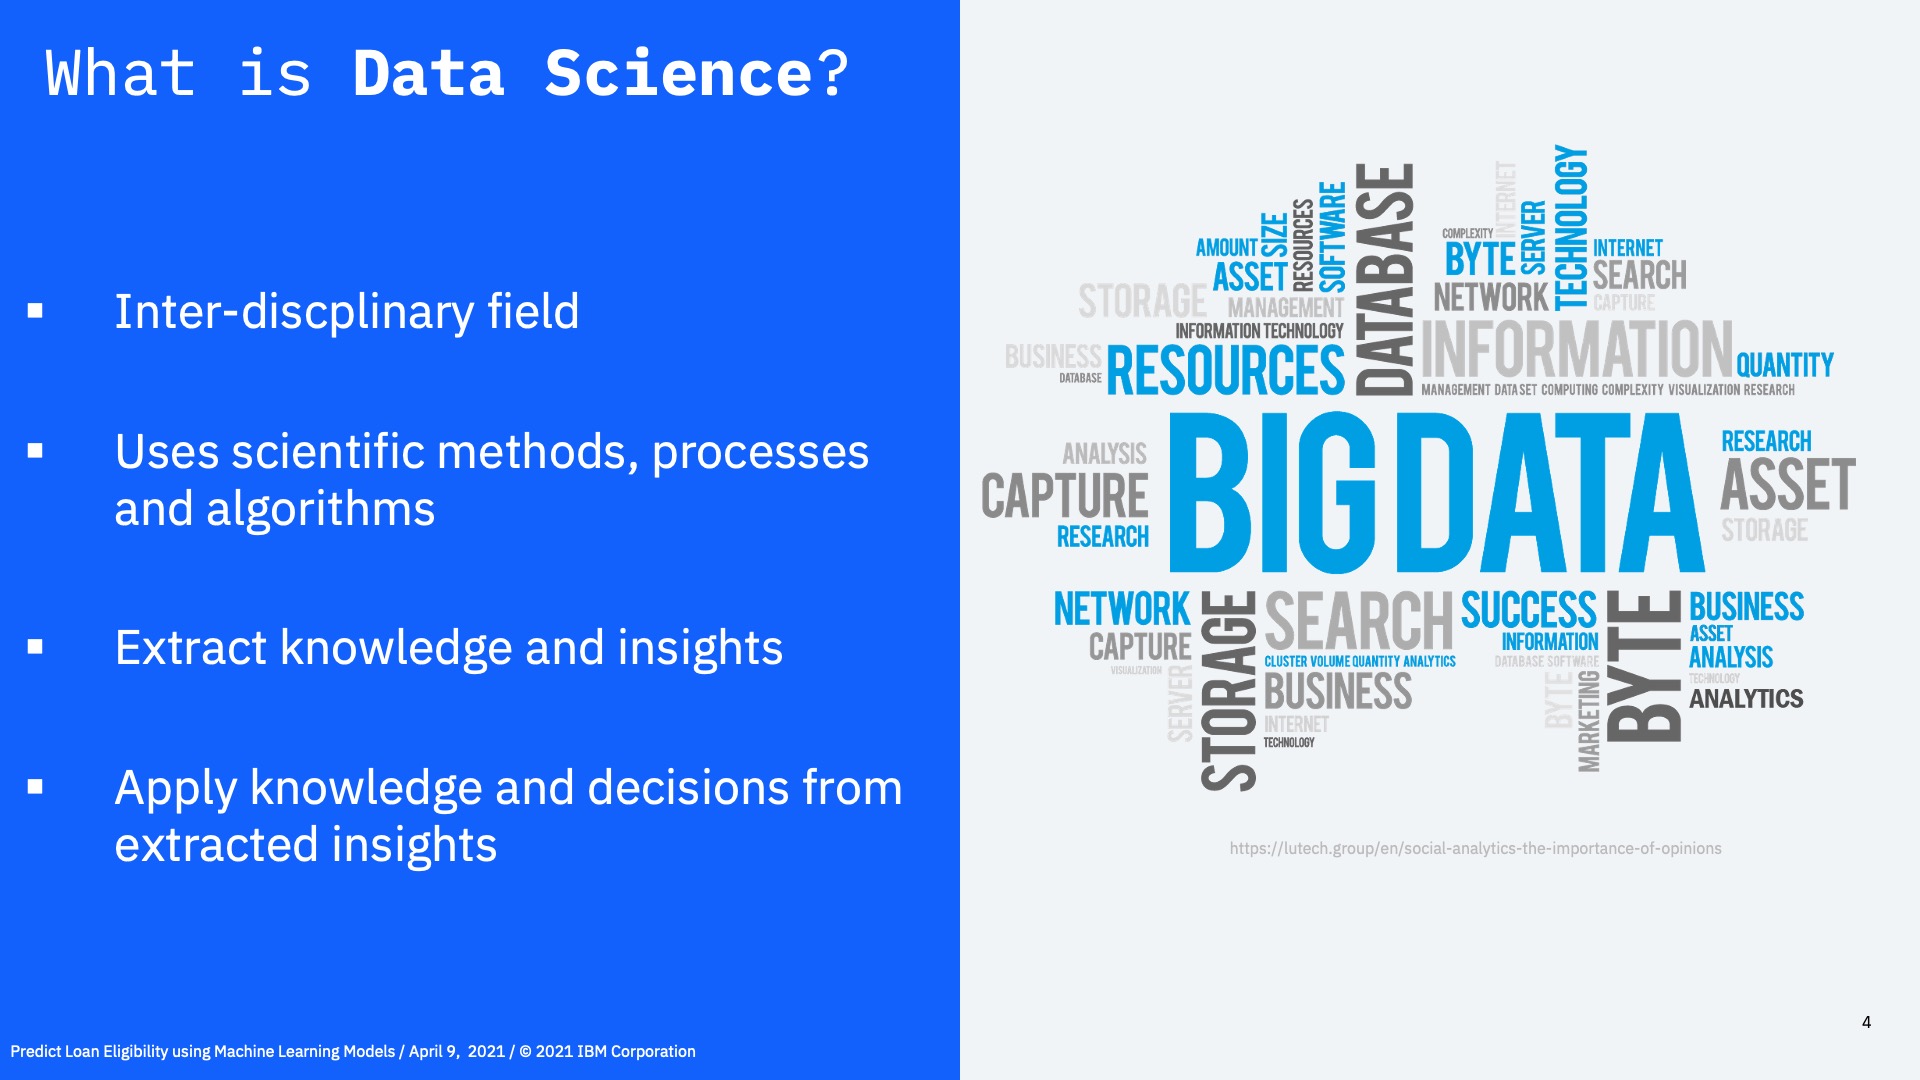 What is Data Science?
▪ Inter-discplinary field
▪ Uses scientific methods, processes
and algorithms
▪ Extract knowledge and insights
▪ Apply knowledge and decisions from
extracted insights
Predict Loan Eligibility using Machine Learning Models / April 9, 2021 / © 2021 IBM Corporation
AMOUNT
SIZE
RESOURCES
SOFTWARE
DATABASE
ASSET
STORAGE
MANAGEMENT
INFORMATION TECHNOLOGY
BUSINESS
DATABASE
RESOURCES
COMPLEXITY
INTERNET
BYTE
SERVER
TECHNOLOGY
INTERNET
SEARCH
NETWORK
CAPTURE
INFORMATION
QUANTITY
MANAGEMENT DATA SET COMPUTING COMPLEXITY VISUALIZATION RESEARCH
ANALYSIS
CAPTURE
RESEARCH
BIG DATA
RESEARCH
ASSET
STORAGE
NETWORK
CAPTURE
VISUALIZATION
SERVER
STORAGE
SEARCH
CLUSTER VOLUME QUANTITY ANALYTICS
BUSINESS
INTERNET
TECHNOLOGY
SUCCESS
INFORMATION
DATABASE SOFTWARE
BYTE
MARKETING
BYTE
BUSINESS
ASSET
ANALYSIS
TECHNOLOGY
ANALYTICS
https://lutech.group/en/social-analytics-the-importance-of-opinions
4